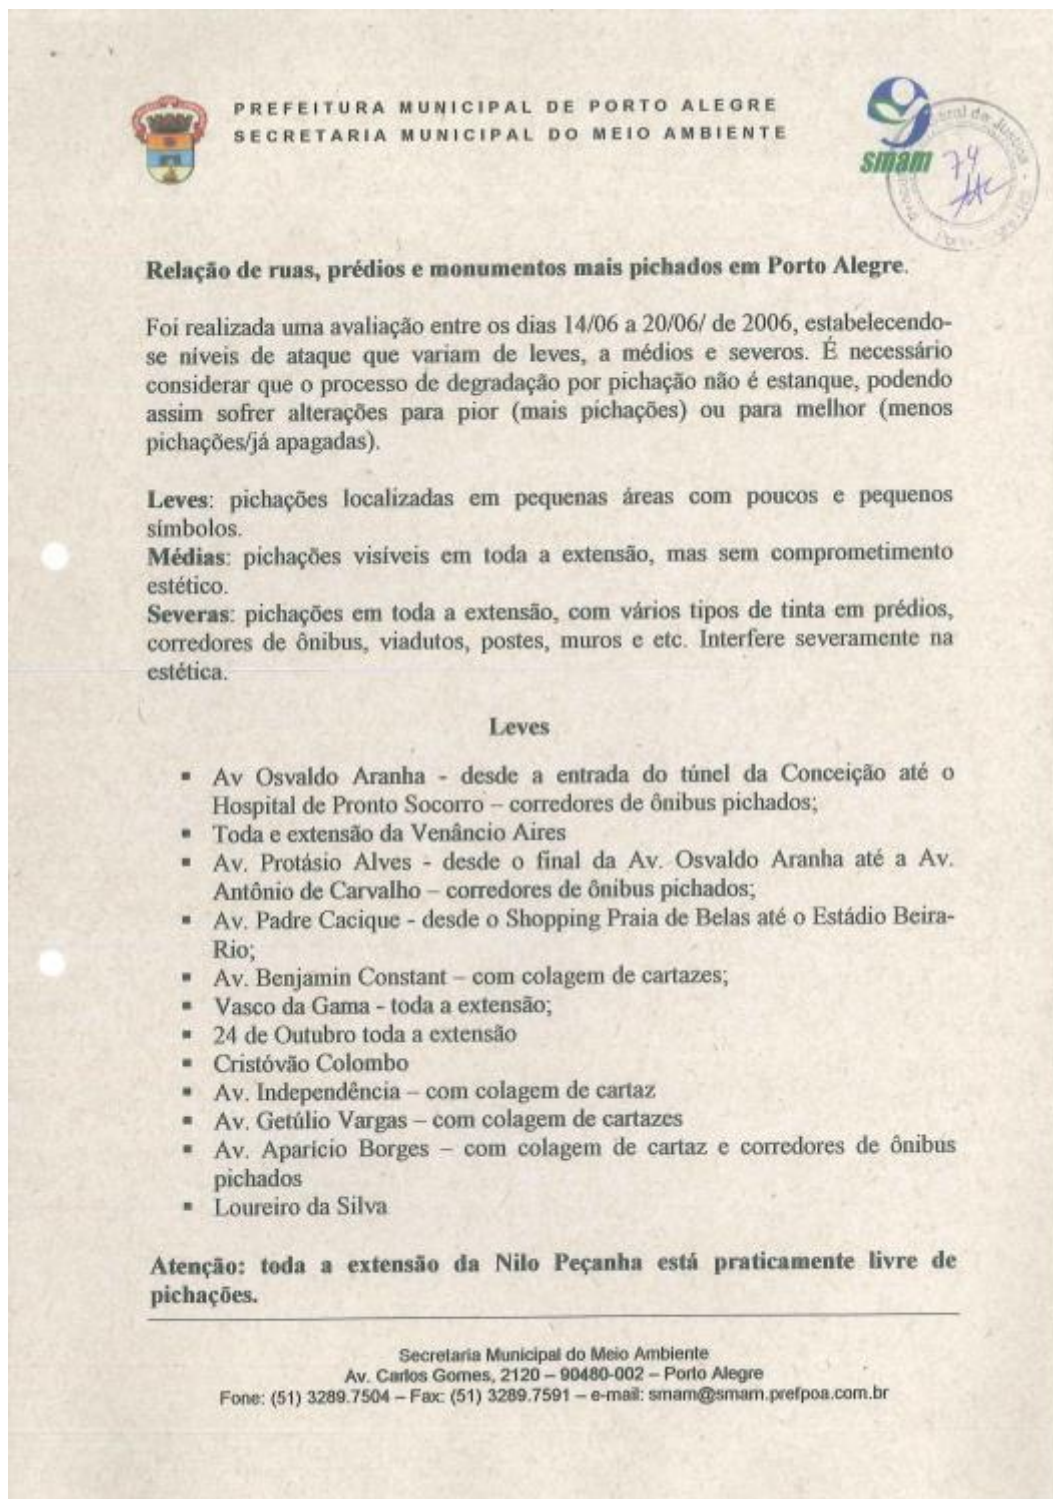 PREFEITURA MUNICIPAL DE PORTO ALEGRE
SECRETARIA MUNICIPAL DO MEIO AMBIENTE
smam
74
Relação de ruas, prédios e monumentos mais pichados em Porto Alegre.
Foi realizada uma avaliação entre os dias 14/06 a 20/06/ de 2006, estabelecendo-
se níveis de ataque que variam de leves, a médios e severos. É necessário
considerar que o processo de degradação por pichação não é estanque, podendo
assim sofrer alterações para pior (mais pichações) ou para melhor (menos
pichações/já apagadas).
Leves: pichações localizadas em pequenas áreas com poucos e pequenos
símbolos.
Médias: pichações visíveis em toda a extensão, mas sem comprometimento
estético.
Severas: pichações em toda a extensão, com vários tipos de tinta em prédios,
corredores de ônibus, viadutos, postes, muros e etc. Interfere severamente na
estética.
Leves
▪ Av Osvaldo Aranha - desde a entrada do túnel da Conceição até o
Hospital de Pronto Socorro – corredores de ônibus pichados;
▪ Toda e extensão da Venâncio Aires
▪ Av. Protásio Alves - desde o final da Av. Osvaldo Aranha até a Av.
Antônio de Carvalho – corredores de ônibus pichados;
▪ Av. Padre Cacique - desde o Shopping Praia de Belas até o Estádio Beira-
Rio;
▪ Av. Benjamin Constant – com colagem de cartazes;
▪ Vasco da Gama - toda a extensão;
▪ 24 de Outubro toda a extensão
▪ Cristóvão Colombo
▪ Av. Independência – com colagem de cartaz
▪ Av. Getúlio Vargas – com colagem de cartazes
▪ Av. Aparicio Borges – com colagem de cartaz e corredores de ônibus
pichados
▪ Loureiro da Silva
Atenção: toda a extensão da Nilo Peçanha está praticamente livre de
pichações.
Secretaria Municipal do Meio Ambiente
Av. Carlos Gomes, 2120 – 90480-002 – Porto Alegre
Fone: (51) 3289.7504 – Fax: (51) 3289.7591 – e-mail: smam@smam.prefpoa.com.br